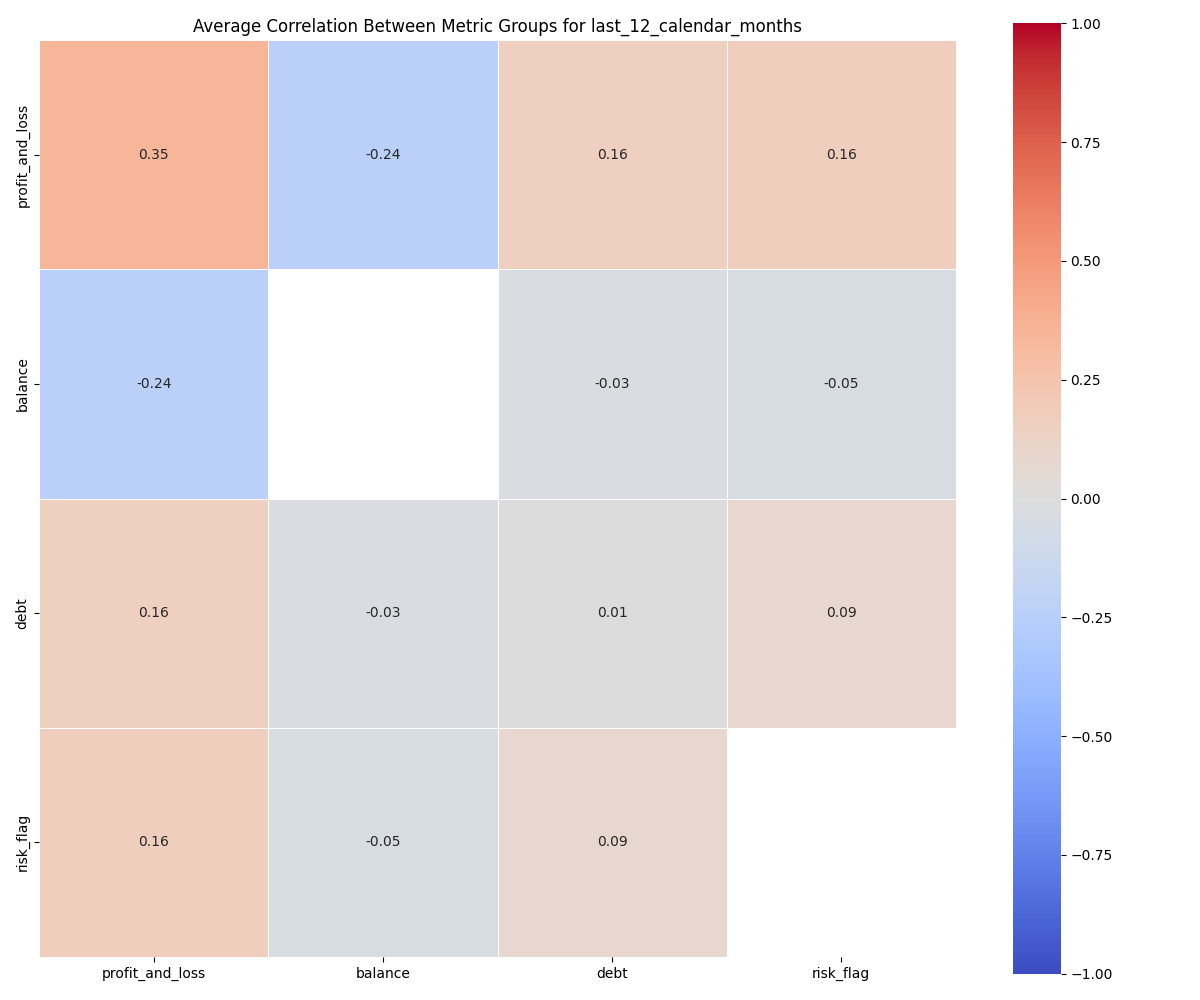 Average Correlation Between Metric Groups for last_12_calendar_months
profit_and_loss
0.35
-0.24
0.16
0.16
balance
-0.24
-0.03
-0.05
debt
0.16
-0.03
0.01
0.09
risk_flag
0.16
-0.05
0.09
profit_and_loss
balance
debt
risk_flag
1.00
0.75
0.50
0.25
0.00
−0.25
−0.50
−0.75
−1.00